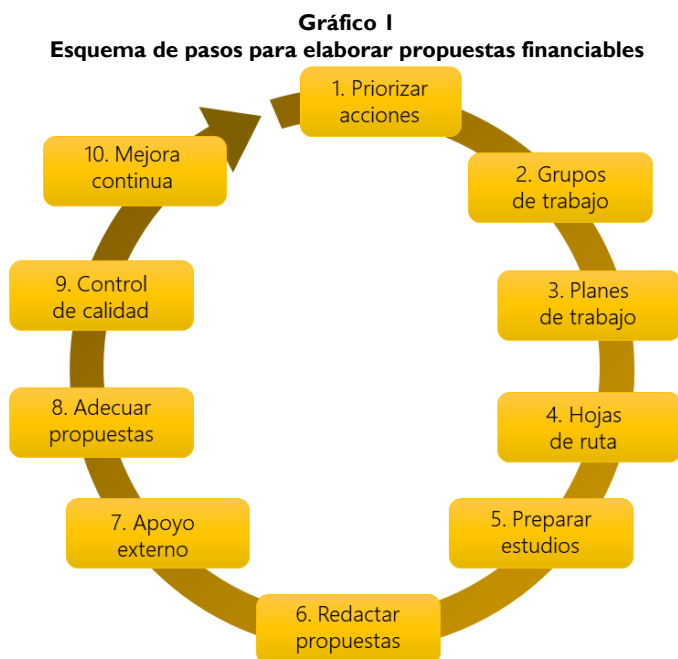 Gráfico 1
Esquema de pasos para elaborar propuestas financiables
1. Priorizar
acciones
2. Grupos
de trabajo
3. Planes
de trabajo
4. Hojas
de ruta
5. Preparar
estudios
6. Redactar
propuestas
7. Apoyo
externo
8. Adecuar
propuestas
9. Control
de calidad
10. Mejora
continua